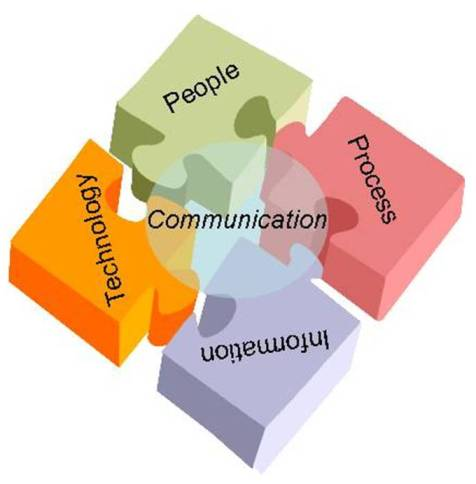 People
Process
Technology
Communication
Information